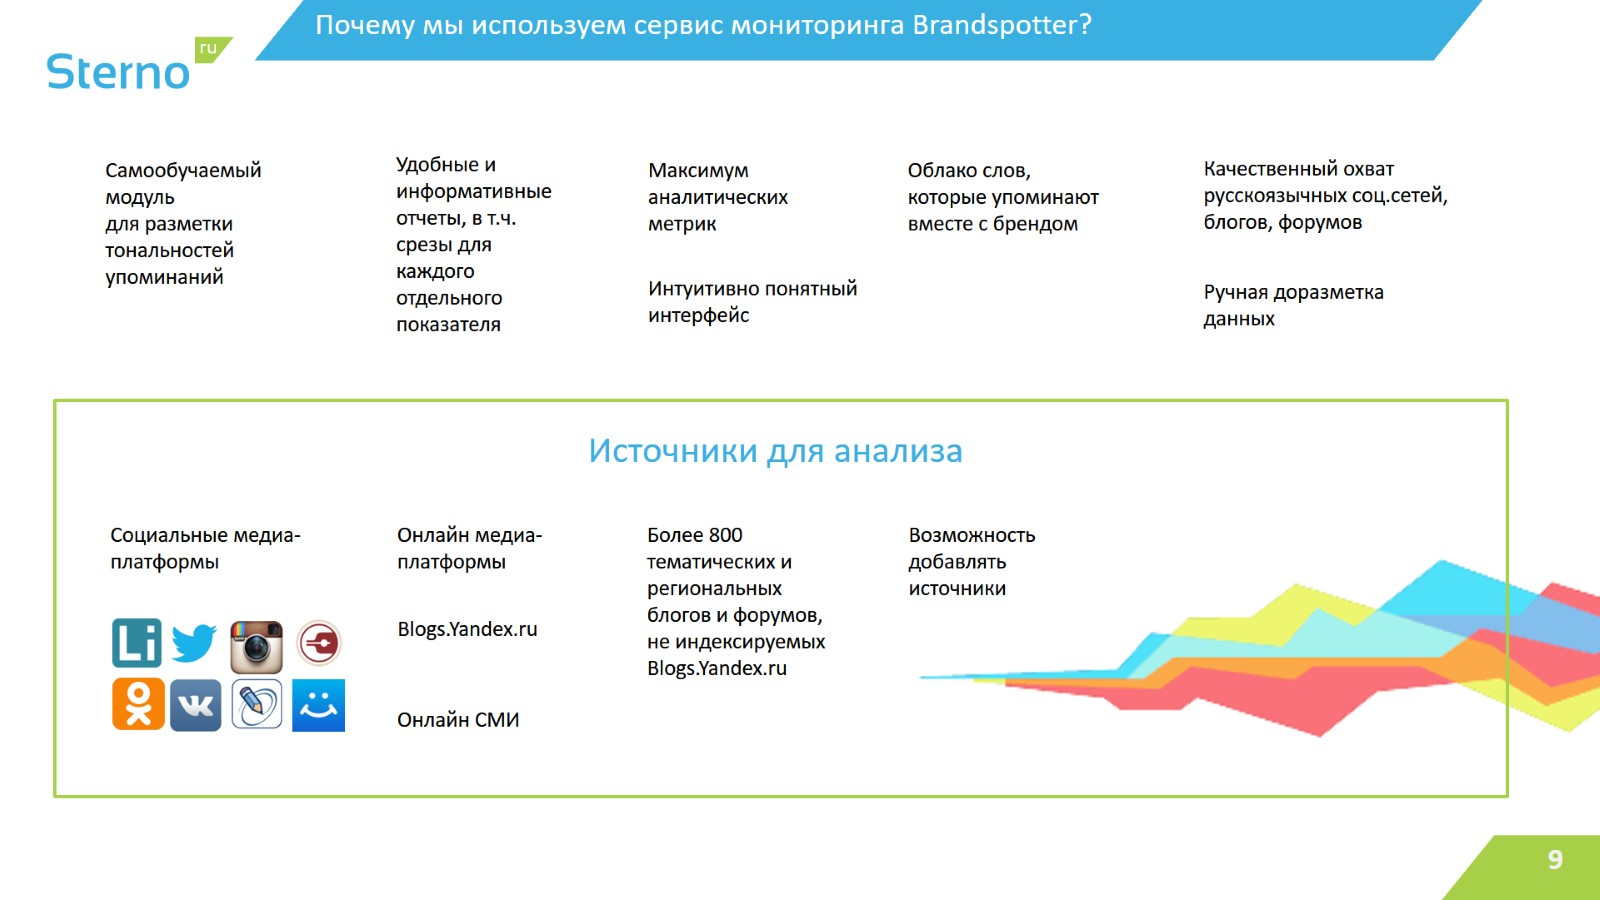 Почему мы используем сервис мониторинга Brandspotter?
Sterno
ru
Самообучаемый
модуль
для разметки
тональностей
упоминаний
Удобные и
информативные
отчеты, в т.ч.
срезы для
каждого
отдельного
показателя
Максимум
аналитических
метрик
Интуитивно понятный
интерфейс
Облако слов,
которые упоминают
вместе с брендом
Качественный охват
русскоязычных соц.сетей,
блогов, форумов
Ручная доразметка
данных
Источники для анализа
Социальные медиа-
платформы
Li
Онлайн медиа-
платформы
Blogs.Yandex.ru
Онлайн СМИ
Более 800
тематических и
региональных
блогов и форумов,
не индексируемых
Blogs.Yandex.ru
Возможность
добавлять
источники
9